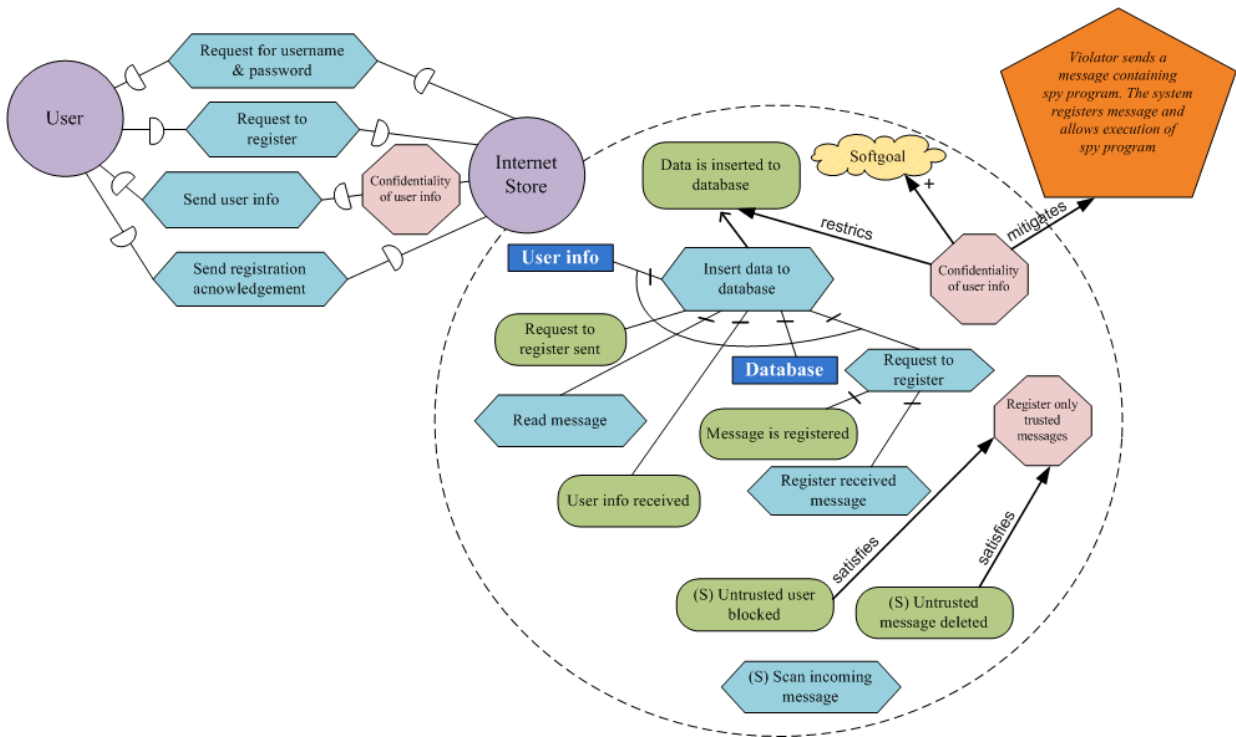 Request for username
& password
User
Request to
register
Internet
Store
Confidentiality
of user info
Send user info
Send registration
acnowledgement
Violator sends a
message containing
spy program. The system
registers message and
allows execution of
spy program
Softgoal
+
Data is inserted to
database
restrics
mitigates
User info
Insert data to
database
Confidentiality
of user info
Request to
register sent
Database
Request to
register
Read message
Message is registered
Register only
trusted
messages
User info received
Register received
message
satisfies
satisfies
(S) Untrusted user
blocked
(S) Untrusted
message deleted
(S) Scan incoming
message